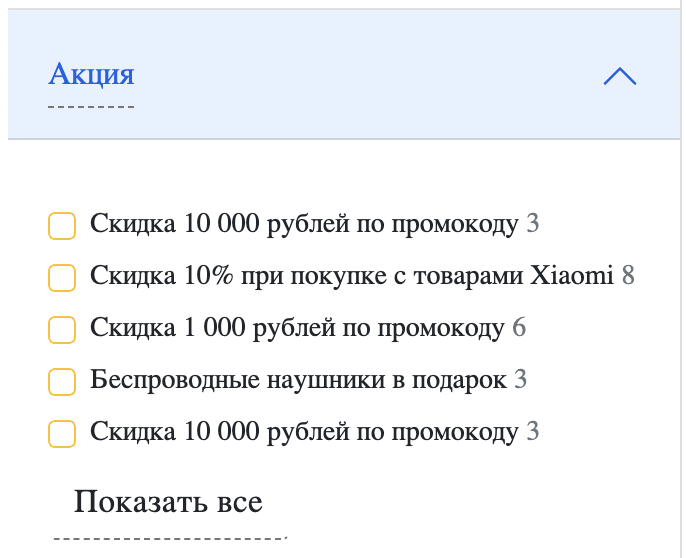 Акция
Скидка 10 000 рублей по промокоду 3
Скидка 10% при покупке с товарами Xiaomi 8
Скидка 1 000 рублей по промокоду 6
Беспроводные наушники в подарок 3
Скидка 10 000 рублей по промокоду 3
Показать все